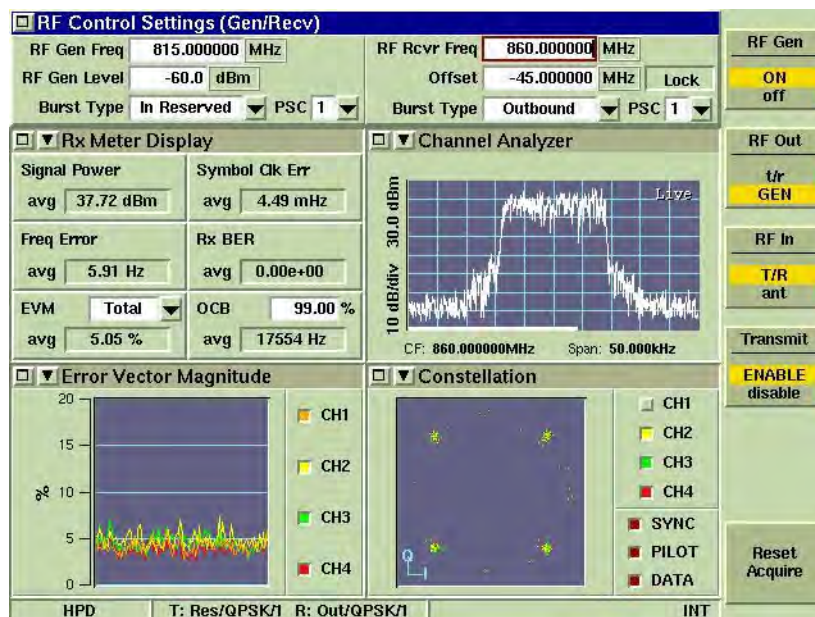 RF Control Settings (Gen/Recv)
RF Gen Freq 815.000000 MHz
RF Gen Level -60.0 dBm
Burst Type In Reserved PSC 1
RF Rcvr Freq 860.000000 MHz
Offset -45.000000 MHz Lock
Burst Type Outbound PSC 1
Rx Meter Display
Signal Power
avg 37.72 dBm
Symbol Clk Err
avg 4.49 mHz
Freq Error
avg 5.91 Hz
Rx BER
avg 0.00e+00
EVM Total
avg 5.05 %
OCB 99.00 %
avg 17554 Hz
Channel Analyzer
10 dB/div 30.0 dBm
Live
CF: 860.000000MHz Span: 50.000kHz
Error Vector Magnitude
20
15
10
5
0
%
CH1
CH2
CH3
CH4
Constellation
Q
I
CH1
CH2
CH3
CH4
SYNC
PILOT
DATA
RF Gen
ON
off
RF Out
t/r
GEN
RF In
T/R
ant
Transmit
ENABLE
disable
Reset
Acquire
HPD T: Res/QPSK/1 R: Out/QPSK/1 INT